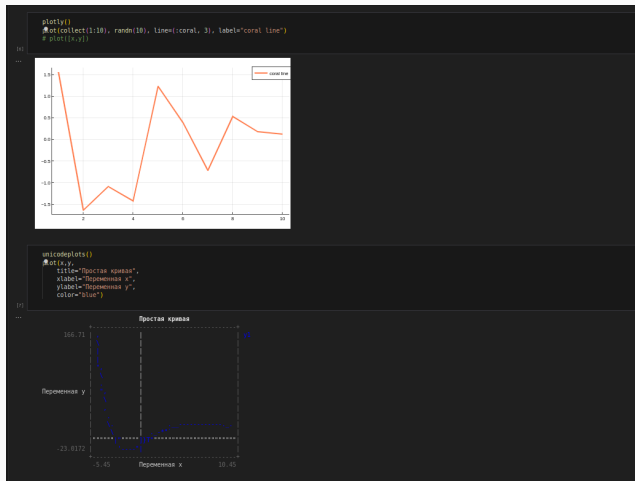 plotly()
plot(collect(1:10), randn(10), line=(:coral, 3), label="coral line")
# plot([x,y])
...
coral line
1.5
1.0
0.5
0.0
-0.5
-1.0
-1.5
2
4
6
8
10
unicodeplots()
plot(x,y,
title="Простая кривая",
xlabel="Переменная x",
ylabel="Переменная y",
color="blue")
...
Простая кривая
166.71
Переменная y
-23.0172
-5.45
Переменная x
10.45